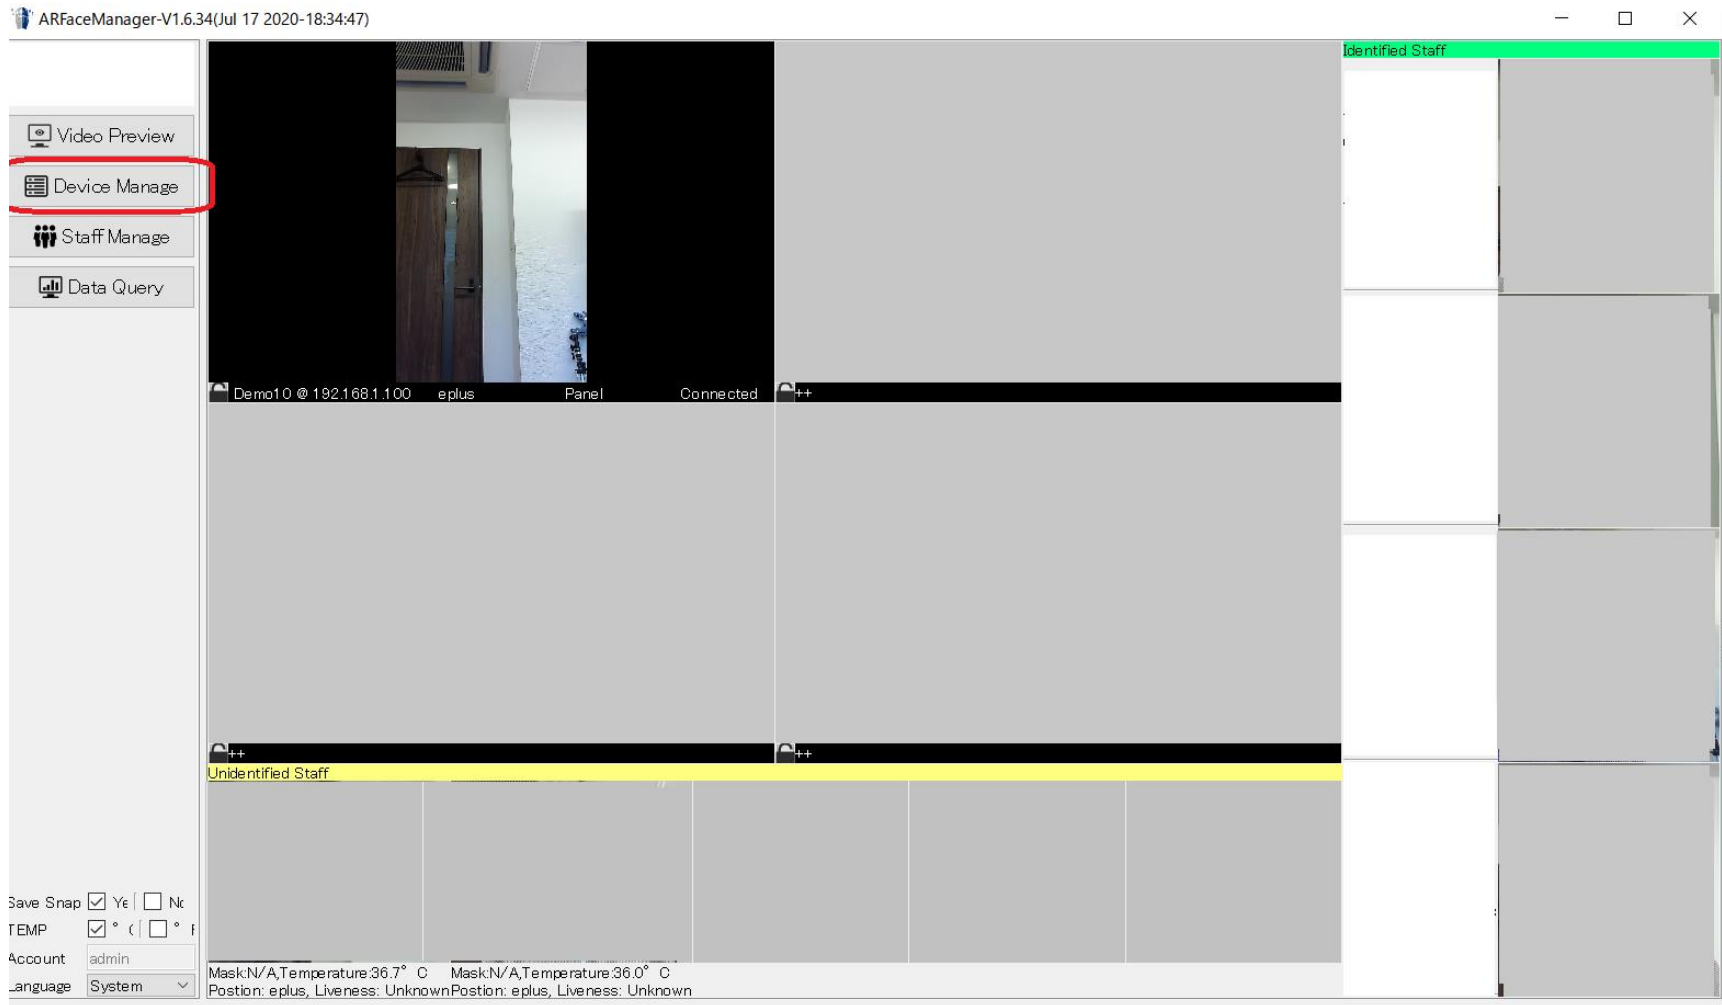 ARFaceManager-V1.6.34(Jul 17 2020-18:34:47)
Video Preview
Device Manage
Staff Manage
Data Query
Identified Staff
Demo10 @ 192.168.1.100 eplus Panel Connected
++
++
++
Unidentified Staff
Mask:N/A,Temperature:36.7° C Mask:N/A,Temperature:36.0° C
Postion: eplus, Liveness: Unknown Postion: eplus, Liveness: Unknown
Save Snap
TEMP
Account admin
Language System